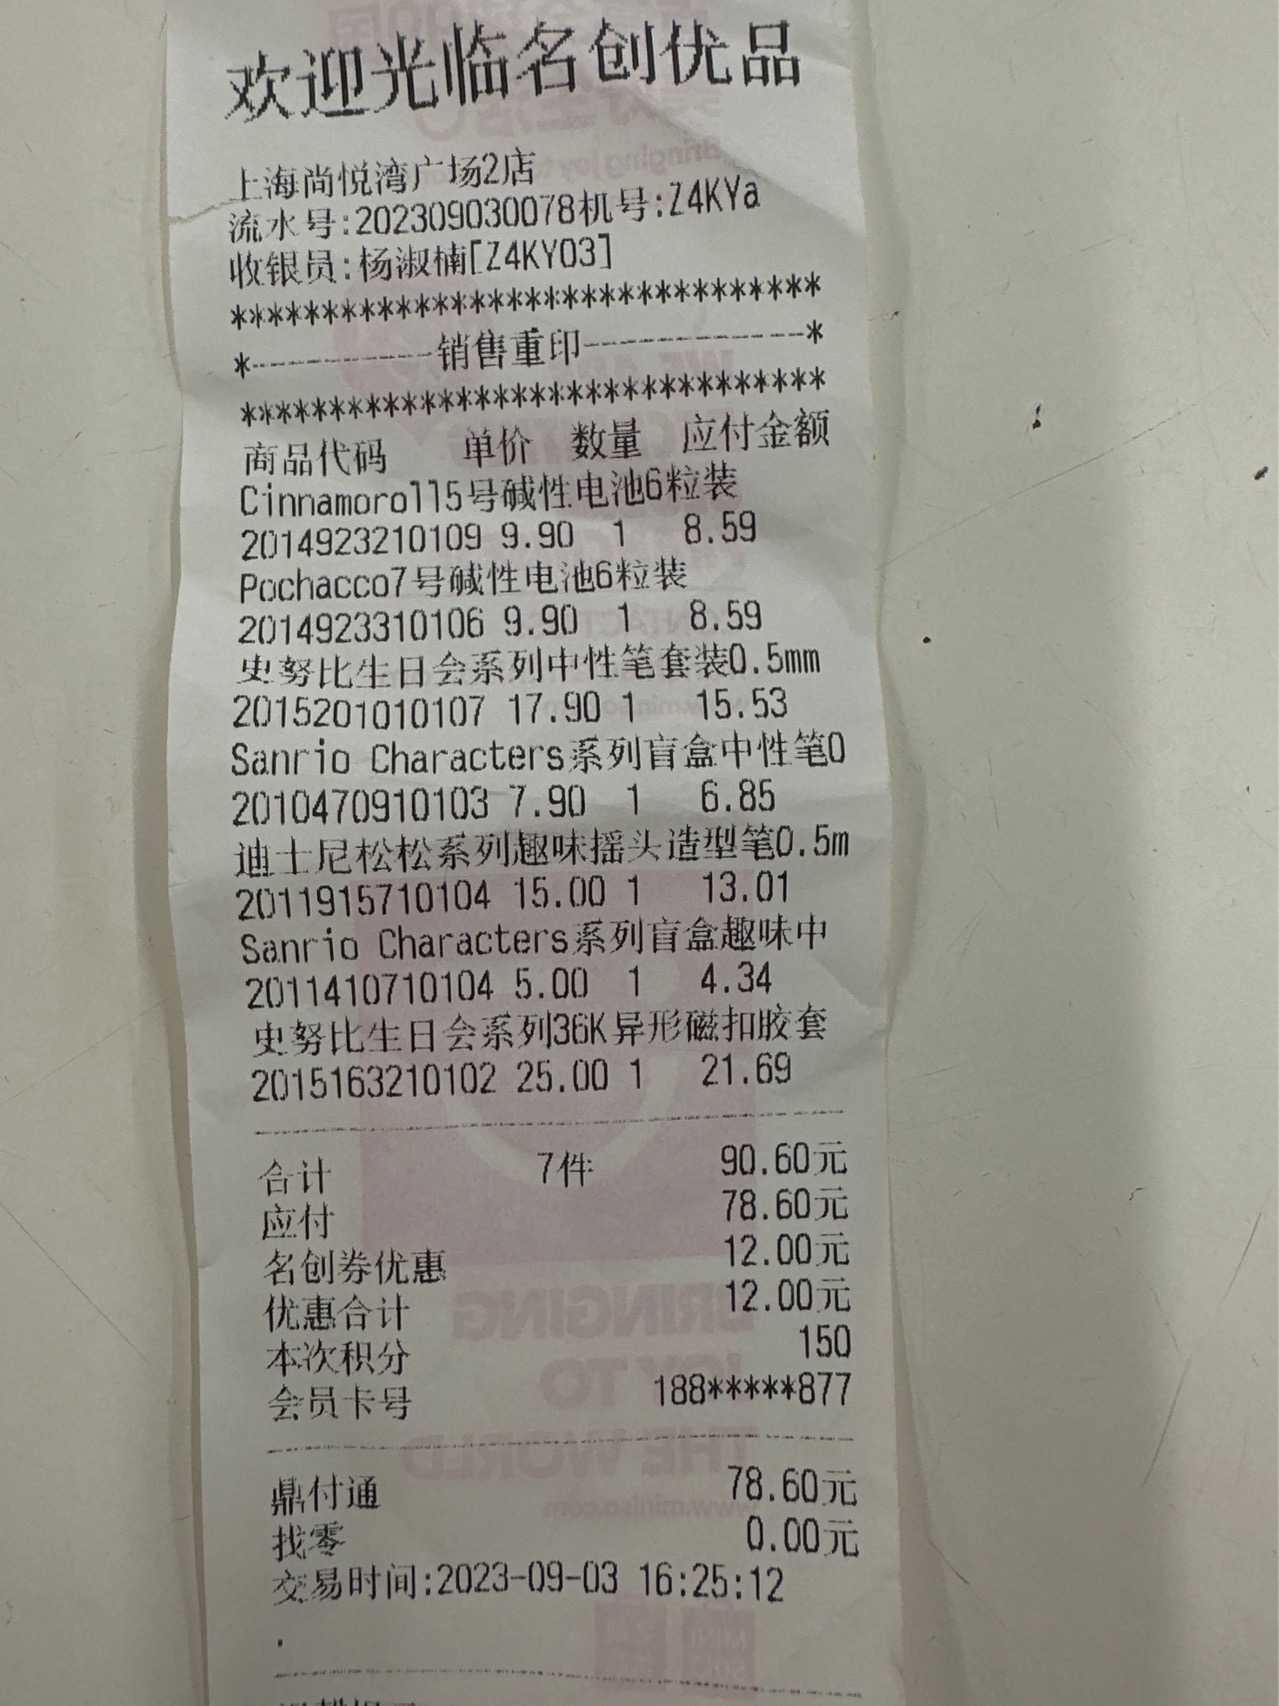 欢迎光临名创优品
上海尚悦湾广场2店
流水号:202309030078机号:Z4KYa
收银员:杨淑楠[Z4KY03]
********************************
*------------销售重印------------*
********************************
商品代码 单价 数量 应付金额
Cinnamoroll5号碱性电池6粒装
2014923210109 9.90 1 8.59
Pochacco7号碱性电池6粒装
2014923310106 9.90 1 8.59
史努比生日会系列中性笔套装0.5mm
2015201010107 17.90 1 15.53
Sanrio Characters系列盲盒中性笔0
2010470910103 7.90 1 6.85
迪士尼松松系列趣味摇头造型笔0.5m
2011915710104 15.00 1 13.01
Sanrio Characters系列盲盒趣味中
2011410710104 5.00 1 4.34
史努比生日会系列36K异形磁扣胶套
2015163210102 25.00 1 21.69
合计 7件 90.60元
应付 78.60元
名创券优惠 12.00元
优惠合计 12.00元
本次积分 150
会员卡号 188*****877
鼎付通 78.60元
找零 0.00元
交易时间:2023-09-03 16:25:12
.